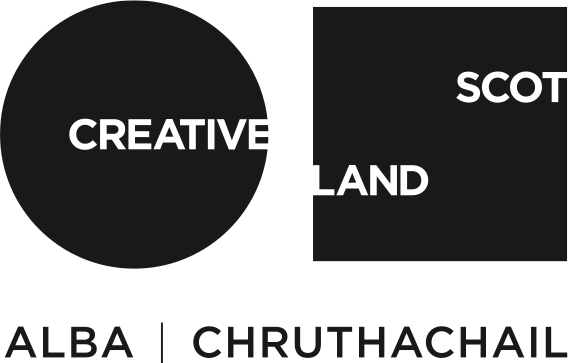 CREATIVE
SCOT
LAND
ALBA | CHRUTHACHAIL